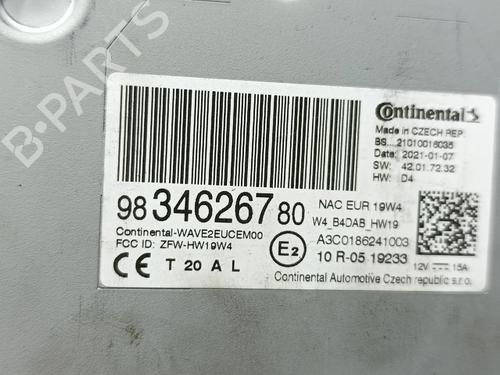 B-PARTS
Continental
Made in CZECH REP.
BS...21010016035
Date: 2021-01-07
SW: 42.01.72.32
HW: D4
98 346267 80
NAC EUR 19W4
W4_B4DAB_HW19
Continental-WAVE2EUCEM00
FCC ID: ZFW-HW19W4
E2
A3C0186241003
10 R-05 19233
CE T 20 A L
12V 15A
Continental Automotive Czech republic s.r.o.